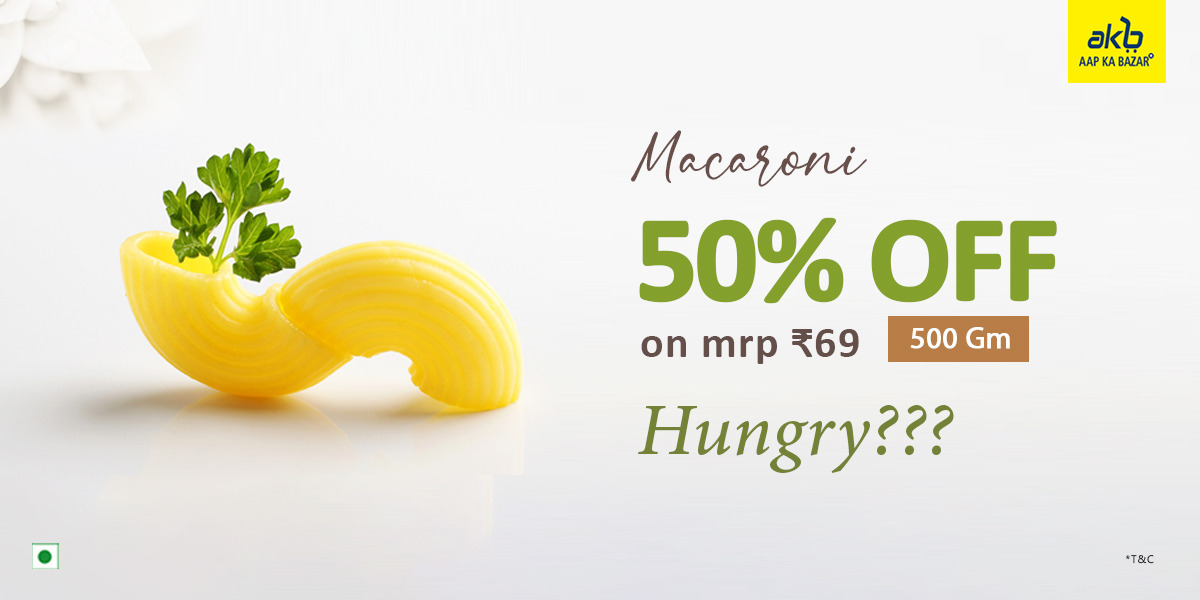 akb
AAP KA BAZAR
Macaroni
50% OFF
on mrp ₹69
500 Gm
Hungry???
*T&C